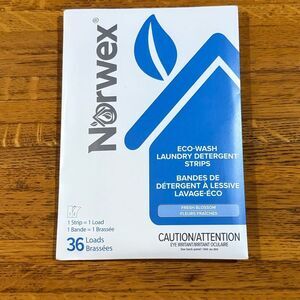 Norwex®
ECO-WASH
LAUNDRY DETERGENT
STRIPS
BANDES DE
DÉTERGENT À LESSIVE
LAVAGE-ÉCO
FRESH BLOSSOM
FLEURS FRAÎCHES
1 Strip = 1 Load
1 Bande = 1 Brassée
36 Loads
Brassées
CAUTION/ATTENTION
EYE IRRITANT/IRRITANT OCULAIRE